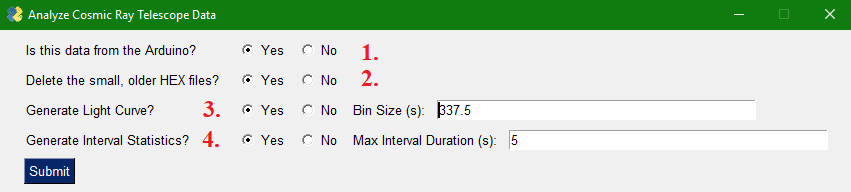 Analyze Cosmic Ray Telescope Data
Is this data from the Arduino? Yes No 1.
Delete the small, older HEX files? Yes No 2.
Generate Light Curve? 3. Yes No Bin Size (s): 337.5
Generate Interval Statistics? 4. Yes No Max Interval Duration (s): 5
Submit